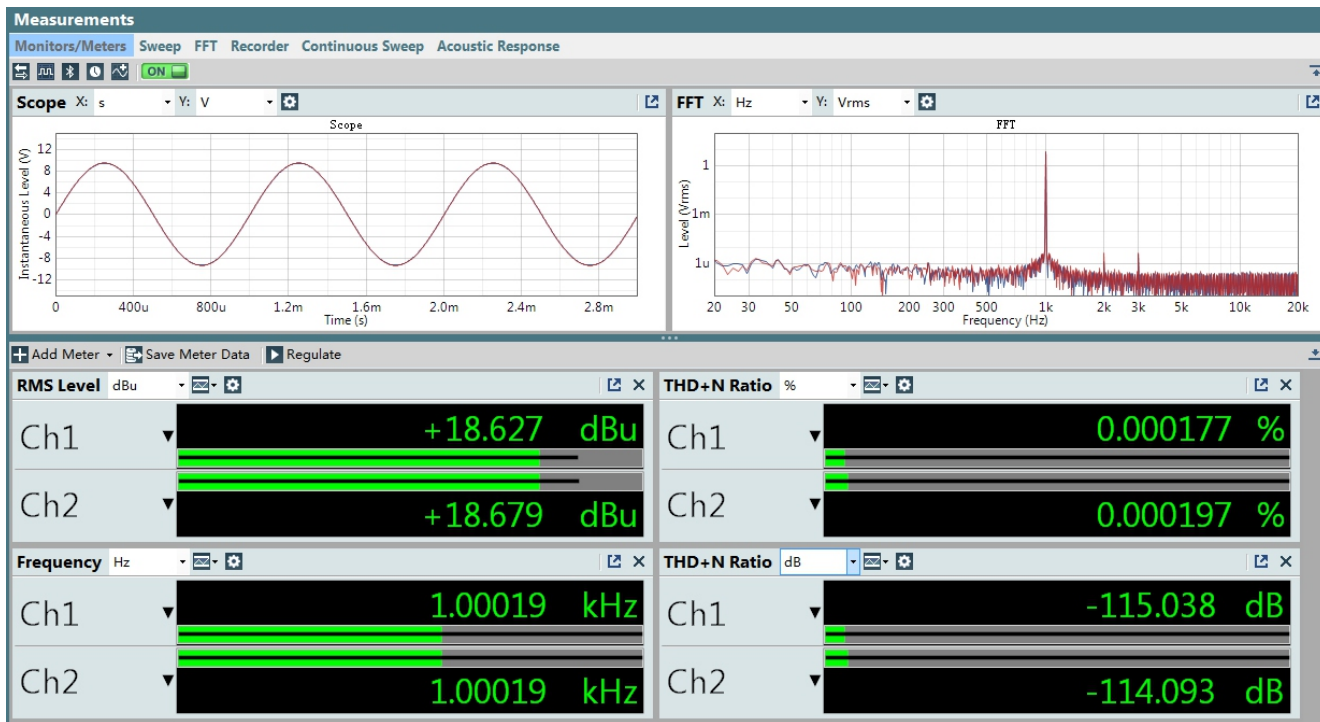 Measurements
Monitors/Meters Sweep FFT Recorder Continuous Sweep Acoustic Response
ON
Scope X: s Y: V
Scope
Instantaneous Level (V)
12
8
4
0
-4
-8
-12
0 400u 800u 1.2m 1.6m 2.0m 2.4m 2.8m
Time (s)
FFT X: Hz Y: Vrms
FFT
Level (Vrms)
1
1m
1u
20 30 50 100 200 300 500 1k 2k 3k 5k 10k 20k
Frequency (Hz)
Add Meter Save Meter Data Regulate
RMS Level dBu
Ch1 +18.627 dBu
Ch2 +18.679 dBu
THD+N Ratio %
Ch1 0.000177 %
Ch2 0.000197 %
Frequency Hz
Ch1 1.00019 kHz
Ch2 1.00019 kHz
THD+N Ratio dB
Ch1 -115.038 dB
Ch2 -114.093 dB